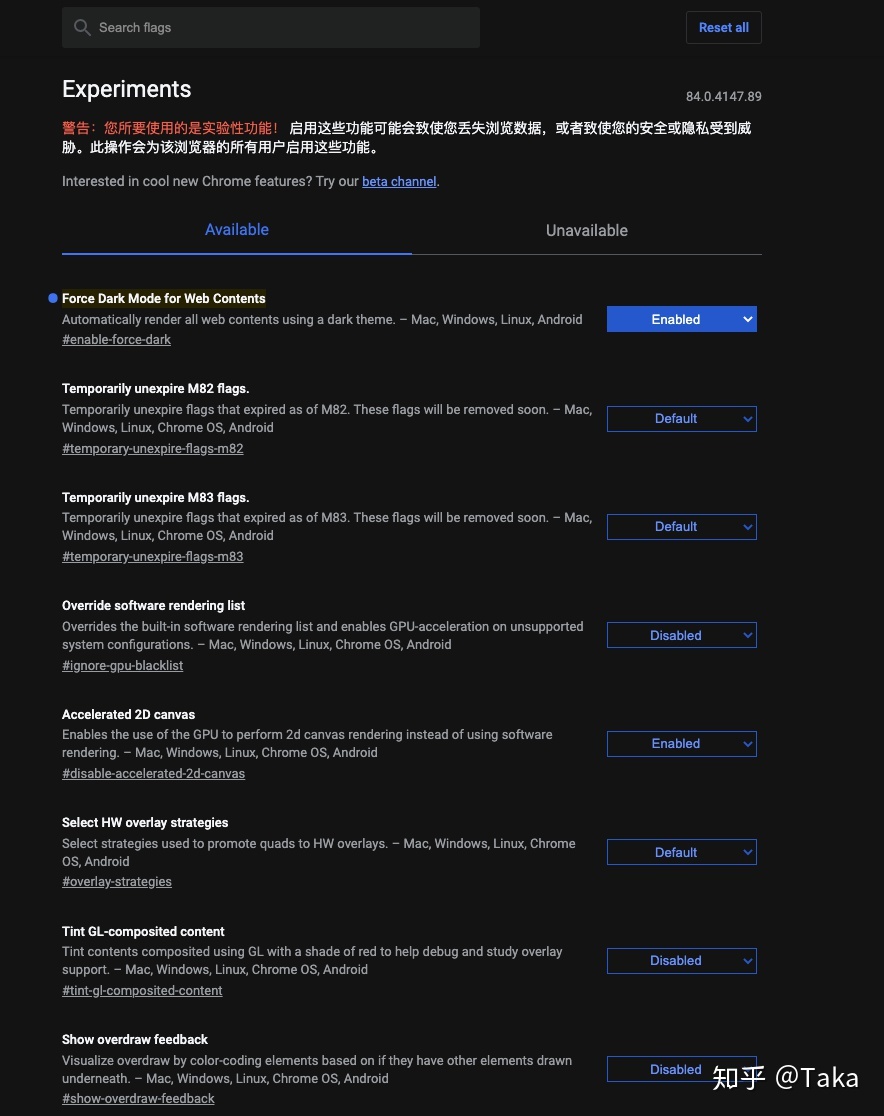 Search flags
Reset all
Experiments
84.0.4147.89
警告：您所要使用的是实验性功能！ 启用这些功能可能会致使您丢失浏览数据，或者致使您的安全或隐私受到威
胁。此操作会为该浏览器的所有用户启用这些功能。
Interested in cool new Chrome features? Try our beta channel.
Available
Unavailable
Force Dark Mode for Web Contents
Automatically render all web contents using a dark theme. – Mac, Windows, Linux, Android
#enable-force-dark
Enabled
Temporarily unexpire M82 flags.
Temporarily unexpire flags that expired as of M82. These flags will be removed soon. – Mac,
Windows, Linux, Chrome OS, Android
#temporary-unexpire-flags-m82
Default
Temporarily unexpire M83 flags.
Temporarily unexpire flags that expired as of M83. These flags will be removed soon. – Mac,
Windows, Linux, Chrome OS, Android
#temporary-unexpire-flags-m83
Default
Override software rendering list
Overrides the built-in software rendering list and enables GPU-acceleration on unsupported
system configurations. – Mac, Windows, Linux, Chrome OS, Android
#ignore-gpu-blacklist
Disabled
Accelerated 2D canvas
Enables the use of the GPU to perform 2d canvas rendering instead of using software
rendering. – Mac, Windows, Linux, Chrome OS, Android
#disable-accelerated-2d-canvas
Enabled
Select HW overlay strategies
Select strategies used to promote quads to HW overlays. – Mac, Windows, Linux, Chrome
OS, Android
#overlay-strategies
Default
Tint GL-composited content
Tint contents composited using GL with a shade of red to help debug and study overlay
support. – Mac, Windows, Linux, Chrome OS, Android
#tint-gl-composited-content
Disabled
Show overdraw feedback
Visualize overdraw by color-coding elements based on if they have other elements drawn
underneath. – Mac, Windows, Linux, Chrome OS, Android
#show-overdraw-feedback
Disabled
知乎 @Taka